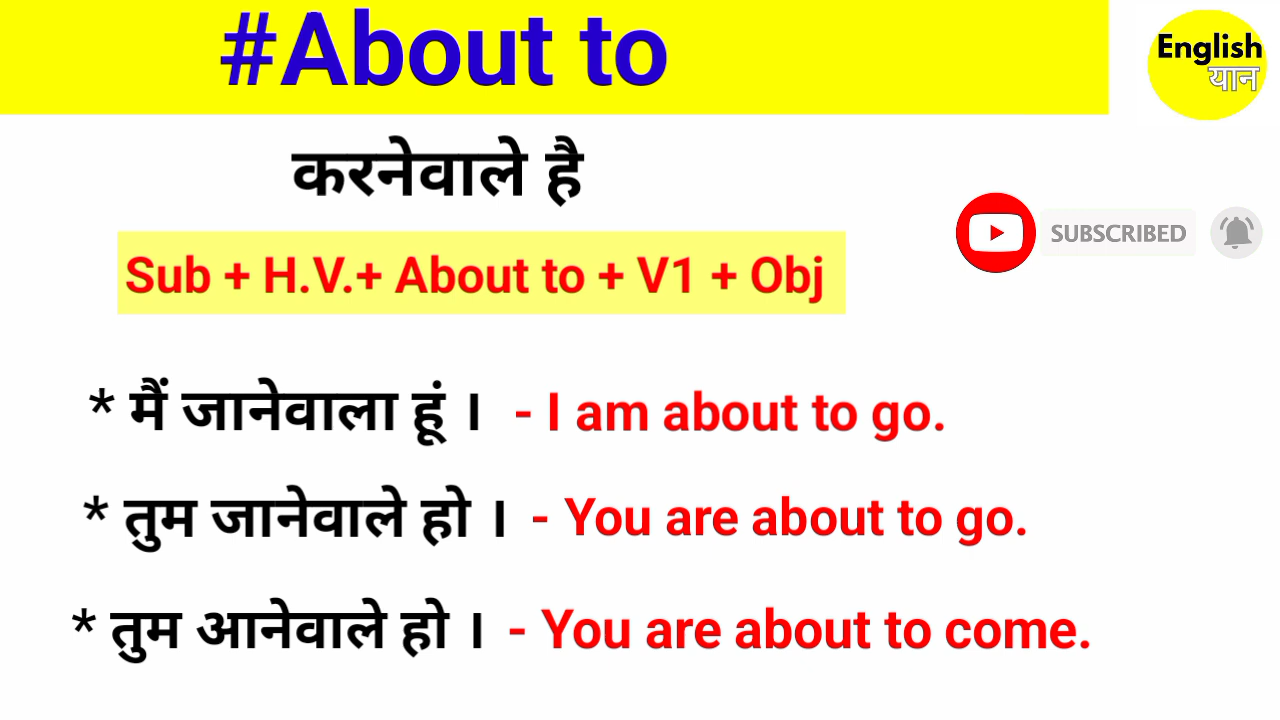 #About to
English
यान
करनेवाले है
SUBSCRIBED
Sub + H.V.+ About to + V1 + Obj
* मैं जानेवाला हूं । - I am about to go.
* तुम जानेवाले हो । - You are about to go.
* तुम आनेवाले हो । - You are about to come.